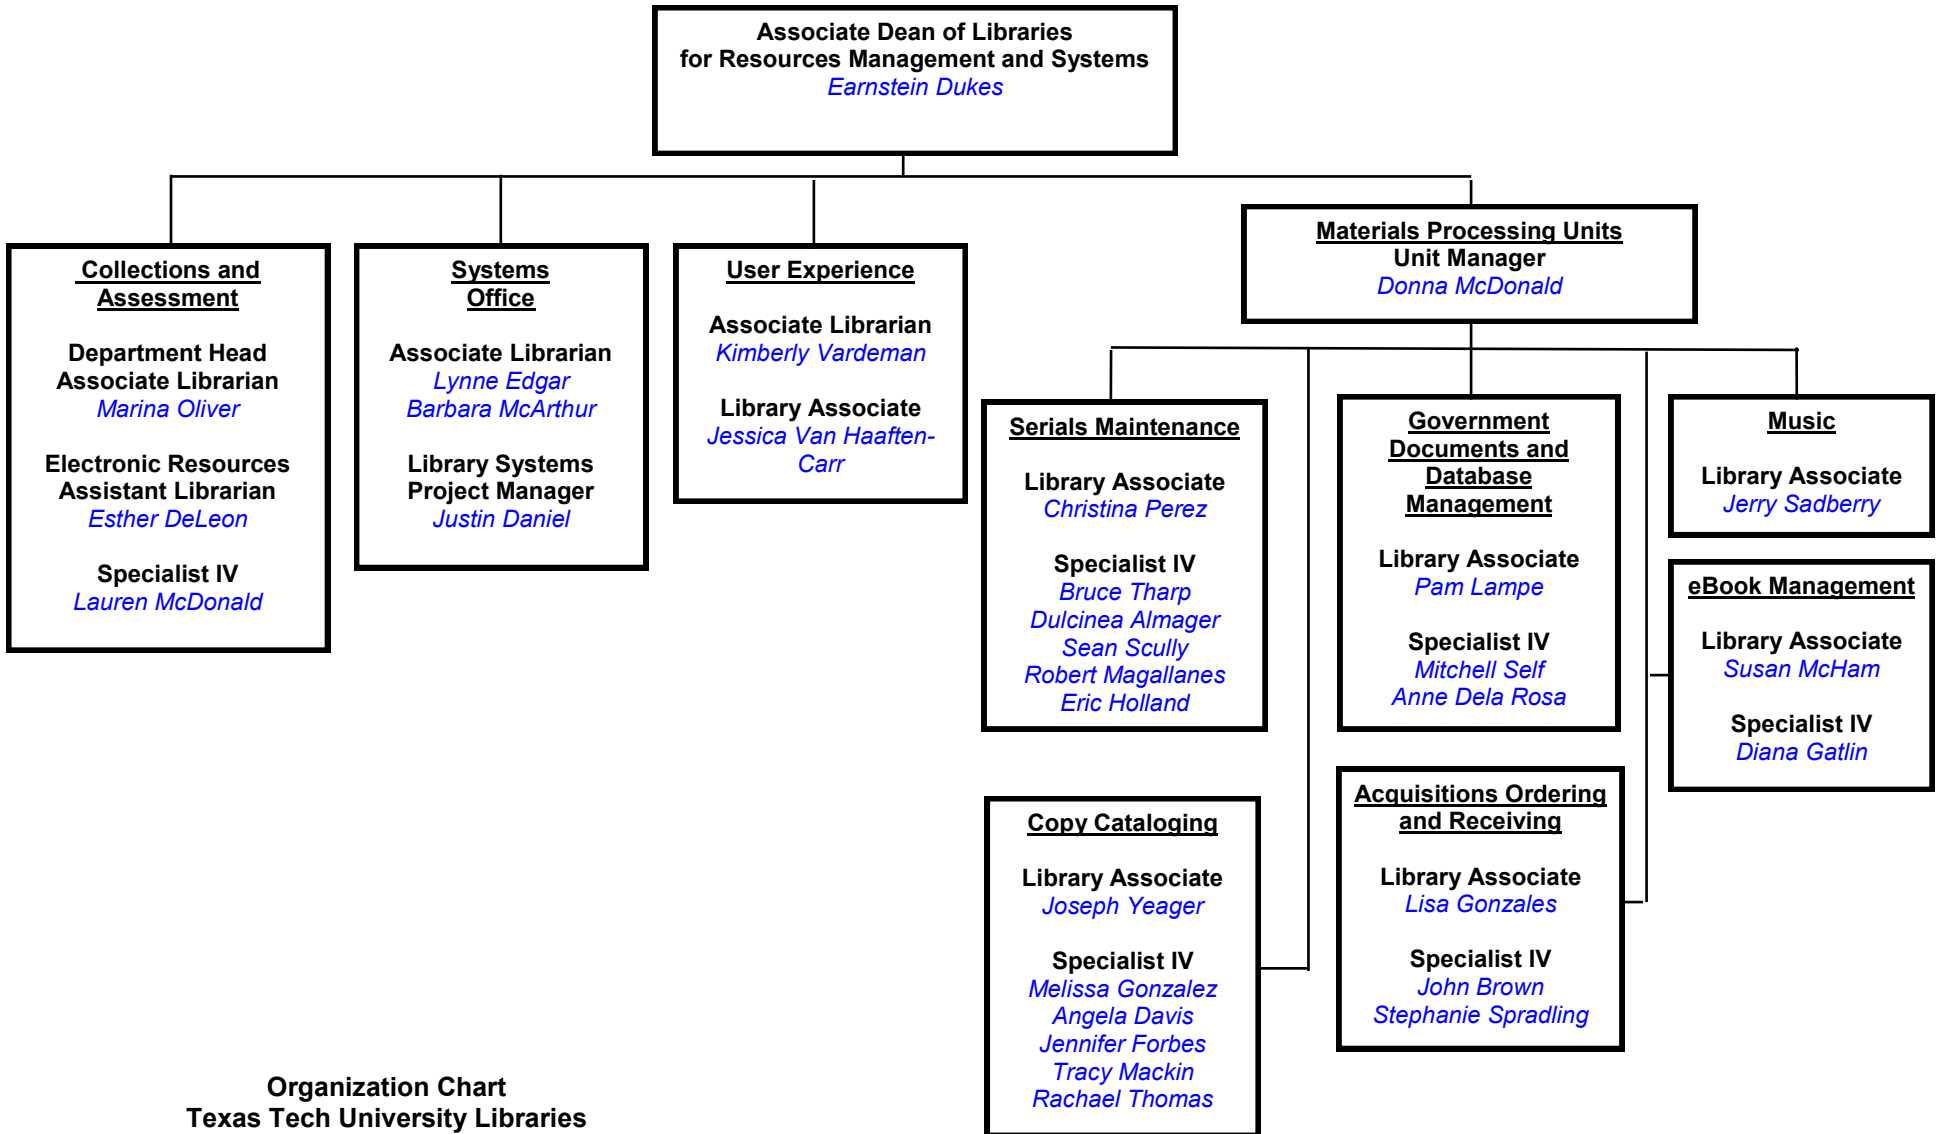 Associate Dean of Libraries
for Resources Management and Systems
Earnstein Dukes
Collections and
Assessment
Department Head
Associate Librarian
Marina Oliver
Electronic Resources
Assistant Librarian
Esther DeLeon
Specialist IV
Lauren McDonald
Systems
Office
Associate Librarian
Lynne Edgar
Barbara McArthur
Library Systems
Project Manager
Justin Daniel
User Experience
Associate Librarian
Kimberly Vardeman
Library Associate
Jessica Van Haaften-
Carr
Materials Processing Units
Unit Manager
Donna McDonald
Serials Maintenance
Library Associate
Christina Perez
Specialist IV
Bruce Tharp
Dulcinea Almager
Sean Scully
Robert Magallanes
Eric Holland
Government
Documents and
Database
Management
Library Associate
Pam Lampe
Specialist IV
Mitchell Self
Anne Dela Rosa
Music
Library Associate
Jerry Sadberry
eBook Management
Library Associate
Susan McHam
Specialist IV
Diana Gatlin
Copy Cataloging
Library Associate
Joseph Yeager
Specialist IV
Melissa Gonzalez
Angela Davis
Jennifer Forbes
Tracy Mackin
Rachael Thomas
Acquisitions Ordering
and Receiving
Library Associate
Lisa Gonzales
Specialist IV
John Brown
Stephanie Spradling
Organization Chart
Texas Tech University Libraries